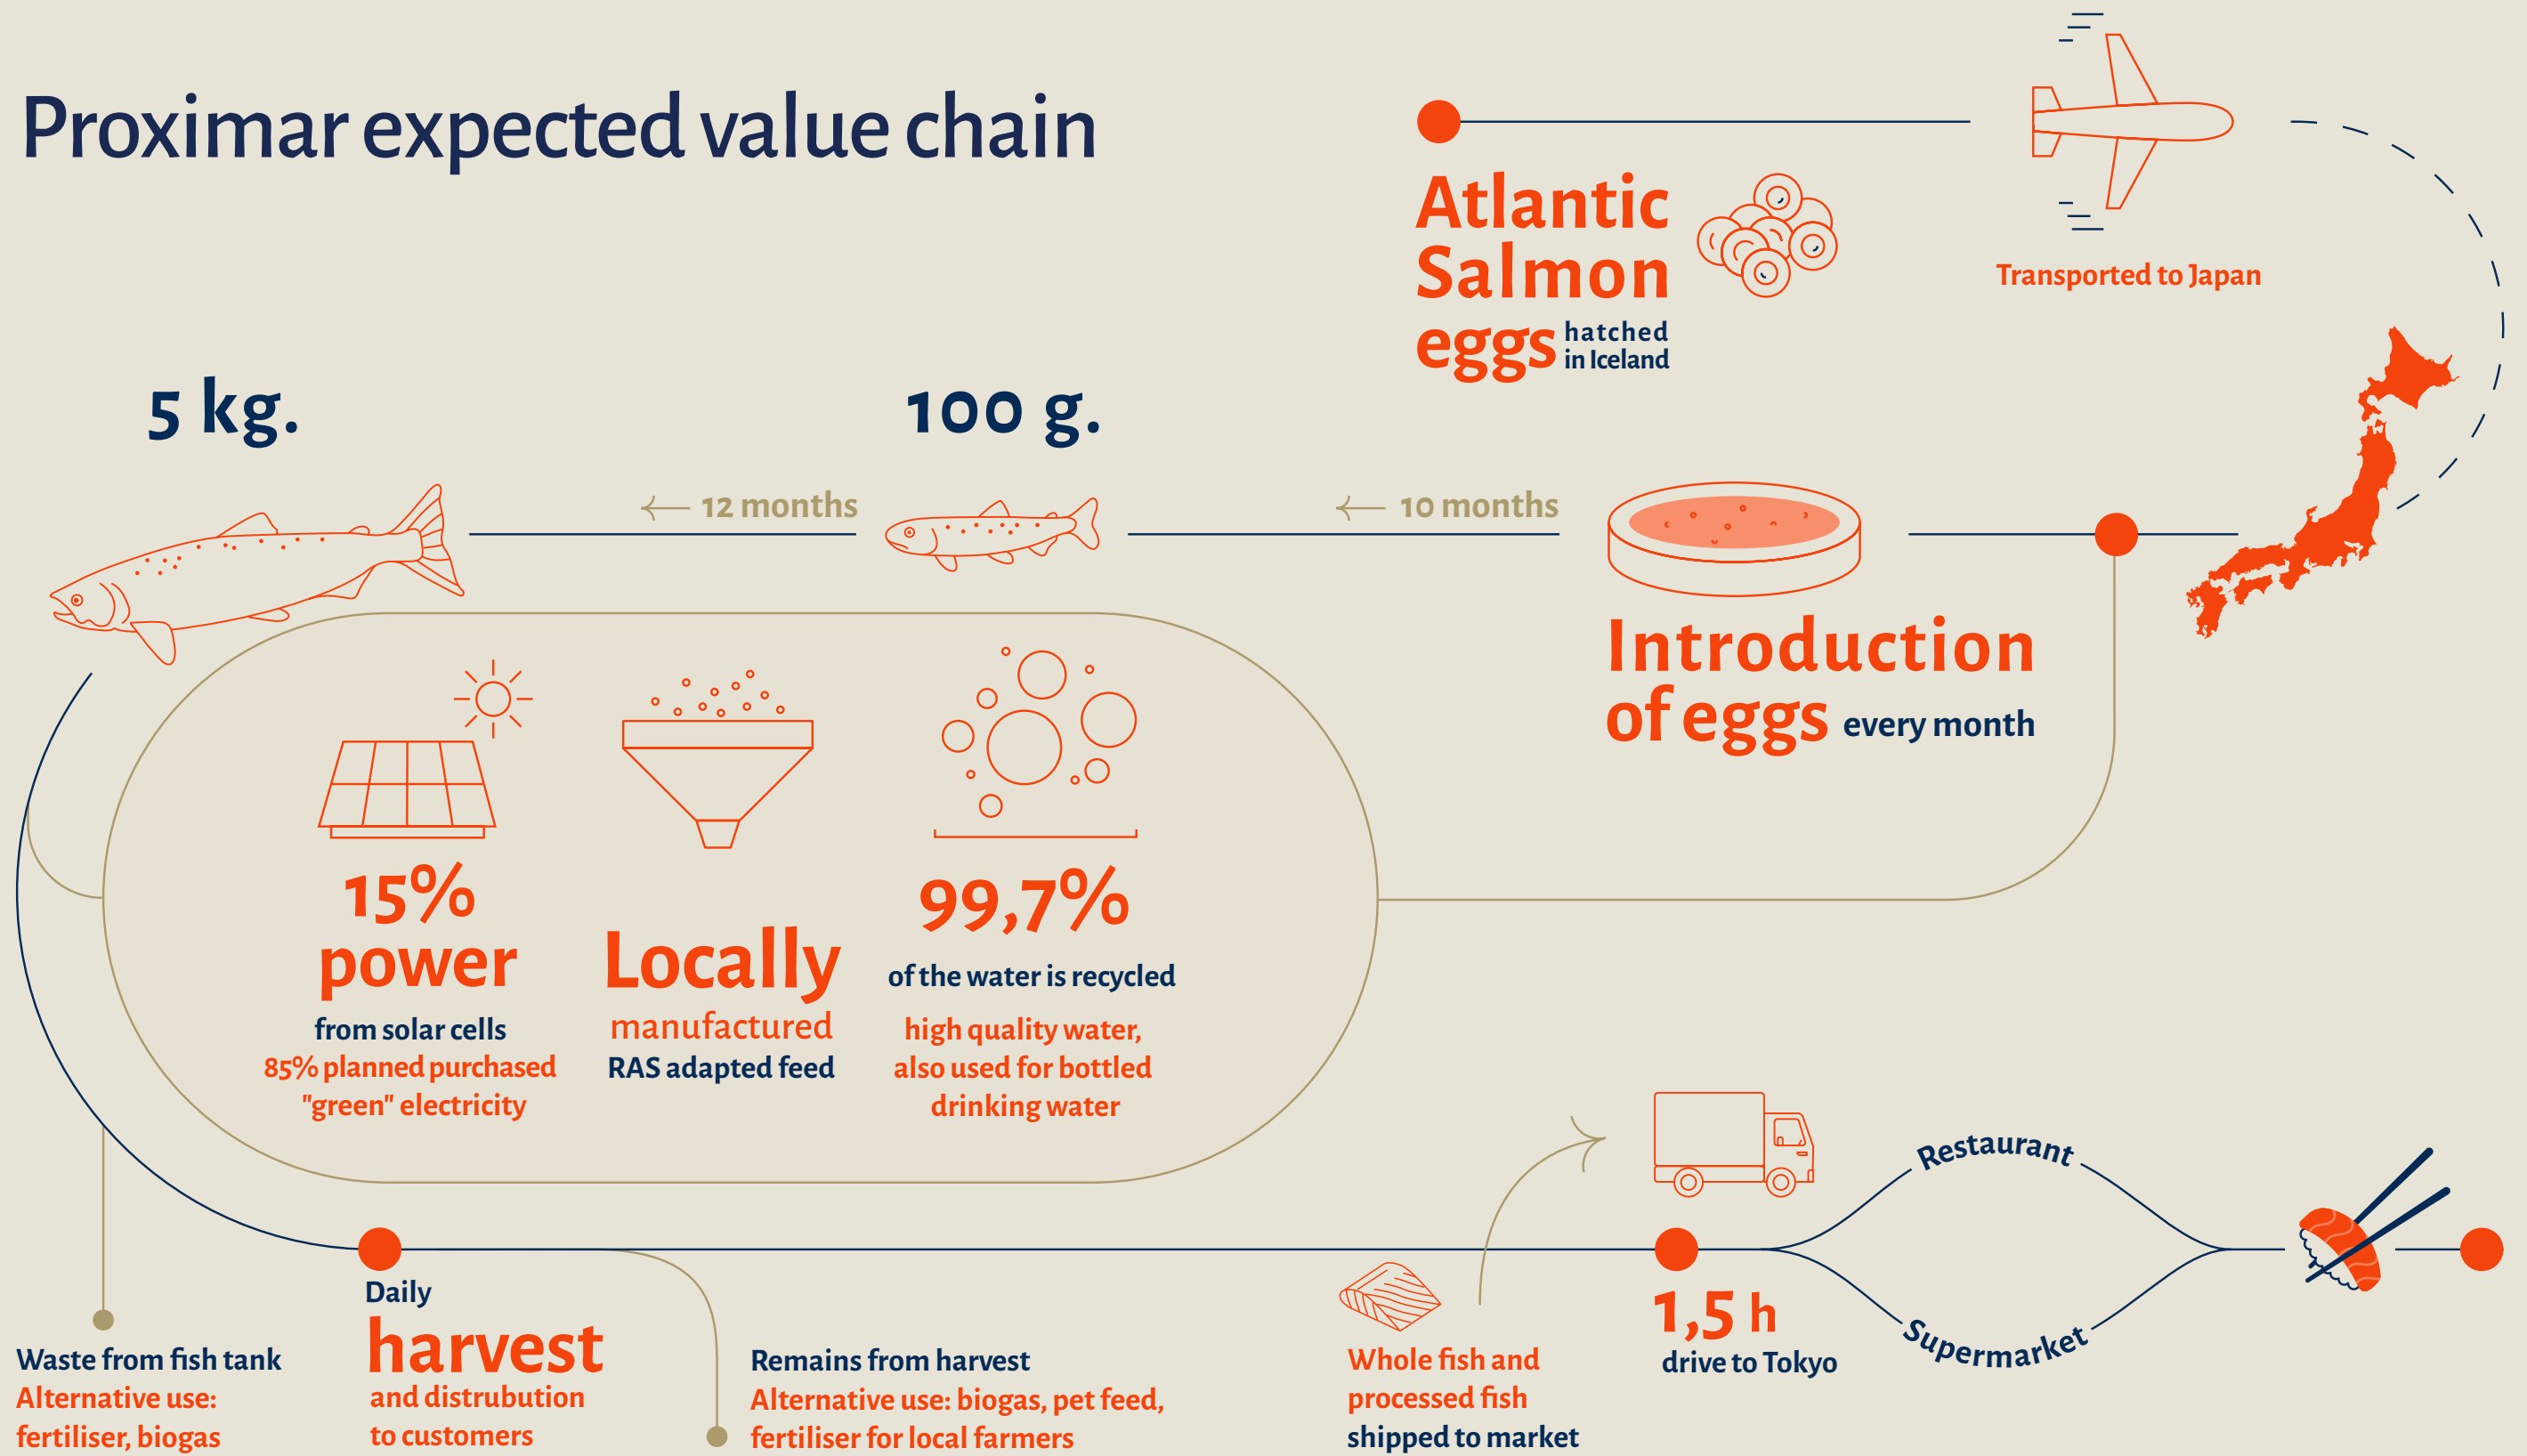 Proximar expected value chain
Atlantic
Salmon
eggs hatched
in Iceland
Transported to Japan
5 kg.
100 g.
12 months
10 months
Introduction
of eggs every month
15%
power
from solar cells
85% planned purchased
"green" electricity
Locally
manufactured
RAS adapted feed
99,7%
of the water is recycled
high quality water,
also used for bottled
drinking water
Waste from fish tank
Alternative use:
fertiliser, biogas
Daily
harvest
and distrubution
to customers
Remains from harvest
Alternative use: biogas, pet feed,
fertiliser for local farmers
Whole fish and
processed fish
shipped to market
1,5 h
drive to Tokyo
Restaurant
Supermarket